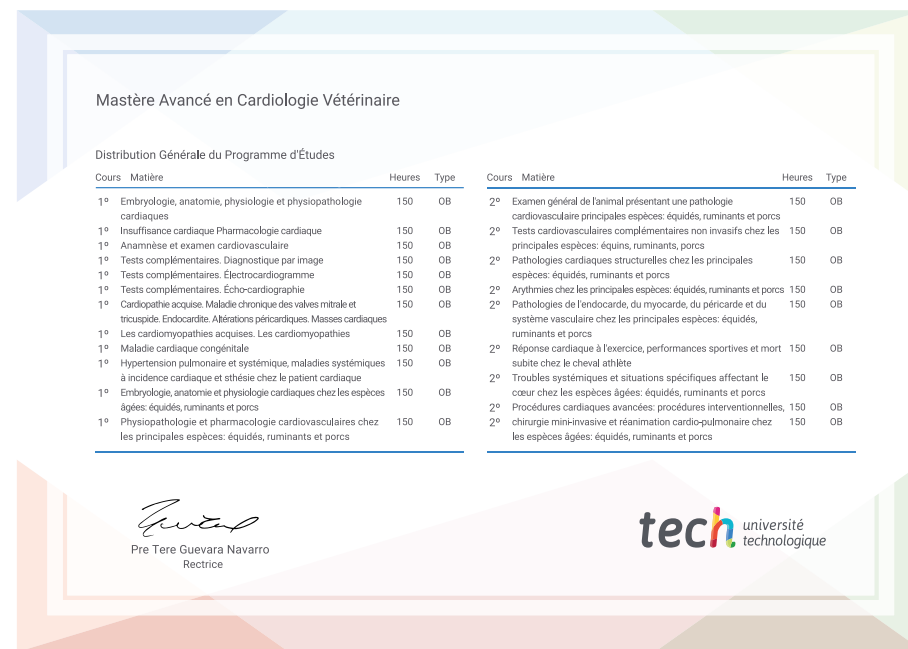 Mastère Avancé en Cardiologie Vétérinaire
Distribution Générale du Programme d'Études
Cours Matière Heures Type
1º Embryologie, anatomie, physiologie et physiopathologie 150 OB
cardiaques
1º Insuffisance cardiaque Pharmacologie cardiaque 150 OB
1º Anamnèse et examen cardiovasculaire 150 OB
1º Tests complémentaires. Diagnostique par image 150 OB
1º Tests complémentaires. Électrocardiogramme 150 OB
1º Tests complémentaires. Écho-cardiographie 150 OB
1º Cardiopathie acquise. Maladie chronique des valves mitrale et 150 OB
tricuspide. Endocardite. Altérations péricardiques. Masses cardiaques
1º Les cardiomyopathies acquises. Les cardiomyopathies 150 OB
1º Maladie cardiaque congénitale 150 OB
1º Hypertension pulmonaire et systémique, maladies systémiques 150 OB
à incidence cardiaque et sthésie chez le patient cardiaque
1º Embryologie, anatomie et physiologie cardiaques chez les espèces 150 OB
âgées: équidés, ruminants et porcs
1º Physiopathologie et pharmacologie cardiovasculaires chez 150 OB
les principales espèces: équidés, ruminants et porcs
Cours Matière Heures Type
2º Examen général de l'animal présentant une pathologie 150 OB
cardiovasculaire principales espèces: équidés, ruminants et porcs
2º Tests cardiovasculaires complémentaires non invasifs chez les 150 OB
principales espèces: équins, ruminants, porcs
2º Pathologies cardiaques structurelles chez les principales 150 OB
espèces: équidés, ruminants et porcs
2º Arythmies chez les principales espèces: équidés, ruminants et porcs 150 OB
2º Pathologies de l'endocarde, du myocarde, du péricarde et du 150 OB
système vasculaire chez les principales espèces: équidés,
ruminants et porcs
2º Réponse cardiaque à l'exercice, performances sportives et mort 150 OB
subite chez le cheval athlète
2º Troubles systémiques et situations spécifiques affectant le 150 OB
cœur chez les espèces âgées: équidés, ruminants et porcs
2º Procédures cardiaques avancées: procédures interventionnelles, 150 OB
2º chirurgie mini-invasive et réanimation cardio-pulmonaire chez 150 OB
les espèces âgées: équidés, ruminants et porcs
Pre Tere Guevara Navarro
Rectrice
tech université
technologique